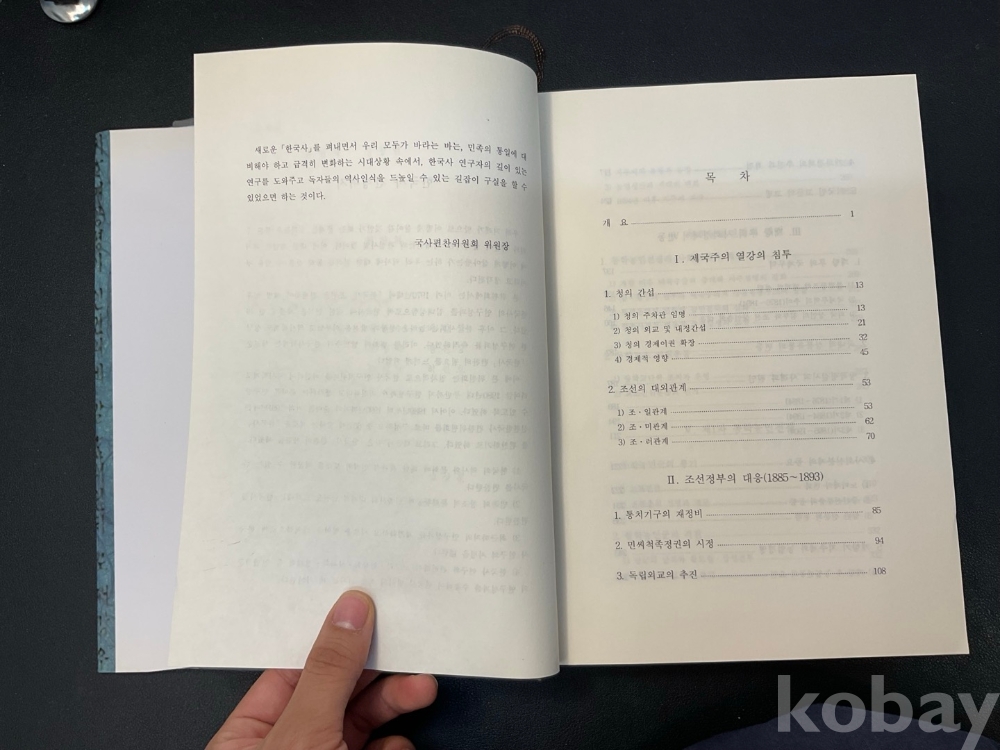 새로운 「한국사」를 펴내면서 우리 모두가 바라는 바는, 민족의 통일에 대
비해야 하고 급격히 변화하는 시대상황 속에서, 한국사 연구자의 깊이 있는
연구를 도와주고 독자들의 역사인식을 드높일 수 있는 길잡이 구실을 할 수
있었으면 하는 것이다.
국사편찬위원회 위원장
목 차
개 요 1
Ⅰ. 제국주의 열강의 침투
1. 청의 간섭 13
1) 청의 주차관 임명 13
2) 청의 외교 및 내정간섭 21
3) 청의 경제이권 확장 32
4) 경제적 영향 45
2. 조선의 대외관계 53
1) 조·일관계 53
2) 조·미관계 62
3) 조·러관계 70
Ⅱ. 조선정부의 대응(1885~1893)
1. 통치기구의 재정비 85
2. 민씨척족정권의 시정 94
3. 독립외교의 추진 108
kobay